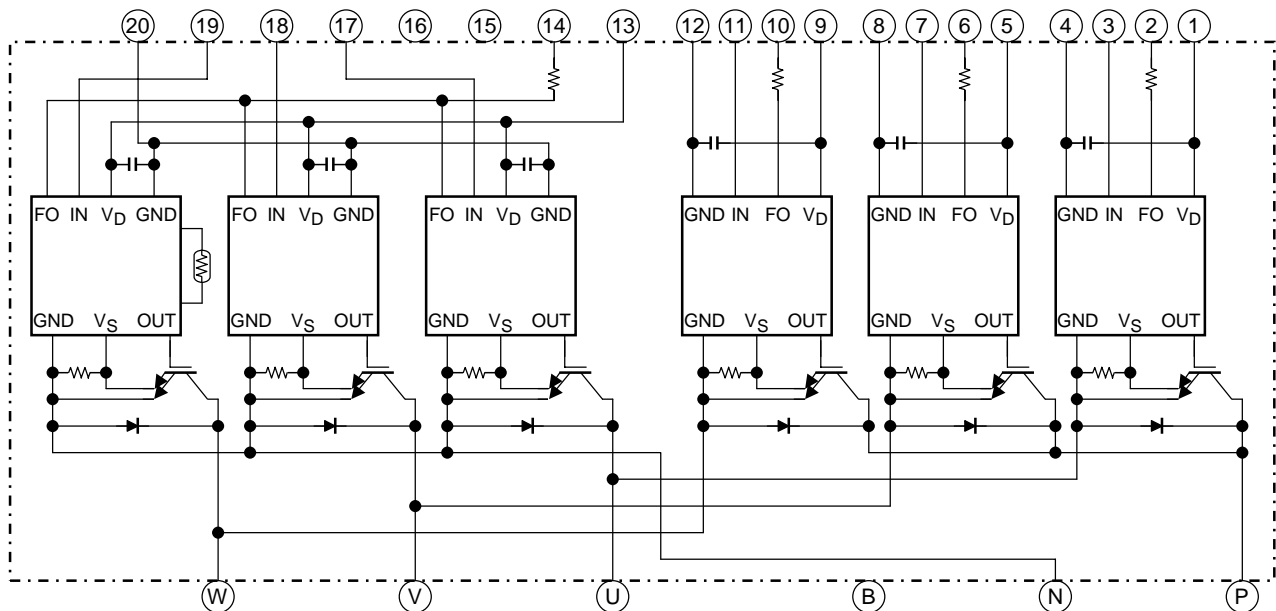 20 19 18 17 16 15 14 13 12 11 10 9 8 7 6 5 4 3 2 1
FO IN VD GND FO IN VD GND FO IN VD GND GND IN FO VD GND IN FO VD GND IN FO VD
GND VS OUT GND VS OUT GND VS OUT GND VS OUT GND VS OUT GND VS OUT
W V U B N P